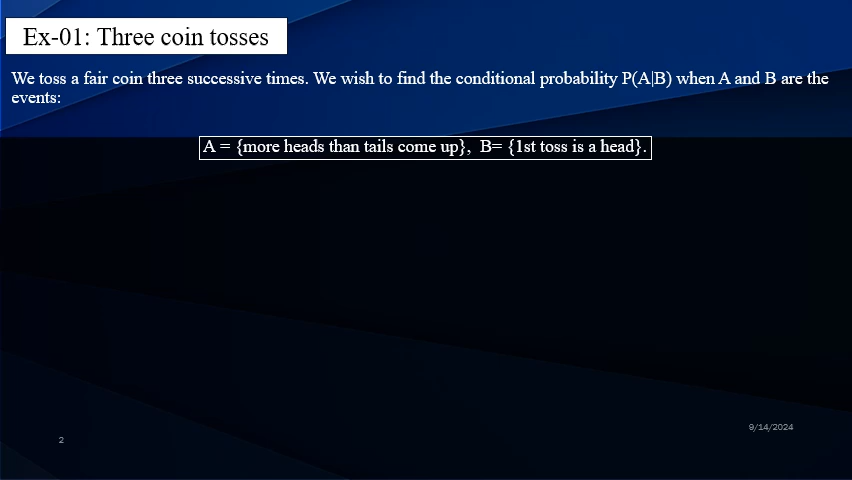 Ex-01: Three coin tosses
We toss a fair coin three successive times. We wish to find the conditional probability P(A|B) when A and B are the
events:
A = {more heads than tails come up},  B= {1st toss is a head}.
9/14/2024
2